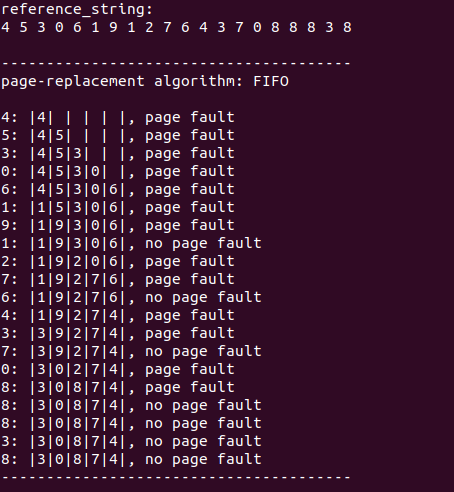 reference_string:
4 5 3 0 6 1 9 1 2 7 6 4 3 7 0 8 8 8 3 8
---------------------------------------
page-replacement algorithm: FIFO
4: |4| | | | |, page fault
5: |4|5| | | |, page fault
3: |4|5|3| | |, page fault
0: |4|5|3|0| |, page fault
6: |4|5|3|0|6|, page fault
1: |1|5|3|0|6|, page fault
9: |1|9|3|0|6|, page fault
1: |1|9|3|0|6|, no page fault
2: |1|9|2|0|6|, page fault
7: |1|9|2|7|6|, page fault
6: |1|9|2|7|6|, no page fault
4: |1|9|2|7|4|, page fault
3: |3|9|2|7|4|, page fault
7: |3|9|2|7|4|, no page fault
0: |3|0|2|7|4|, page fault
8: |3|0|8|7|4|, page fault
8: |3|0|8|7|4|, no page fault
8: |3|0|8|7|4|, no page fault
3: |3|0|8|7|4|, no page fault
8: |3|0|8|7|4|, no page fault
---------------------------------------